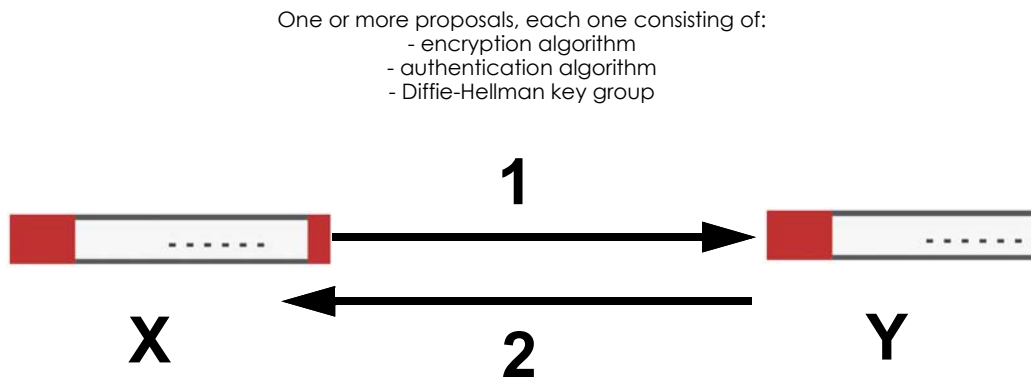 One or more proposals, each one consisting of:
- encryption algorithm
- authentication algorithm
- Diffie-Hellman key group
1
X
Y
2